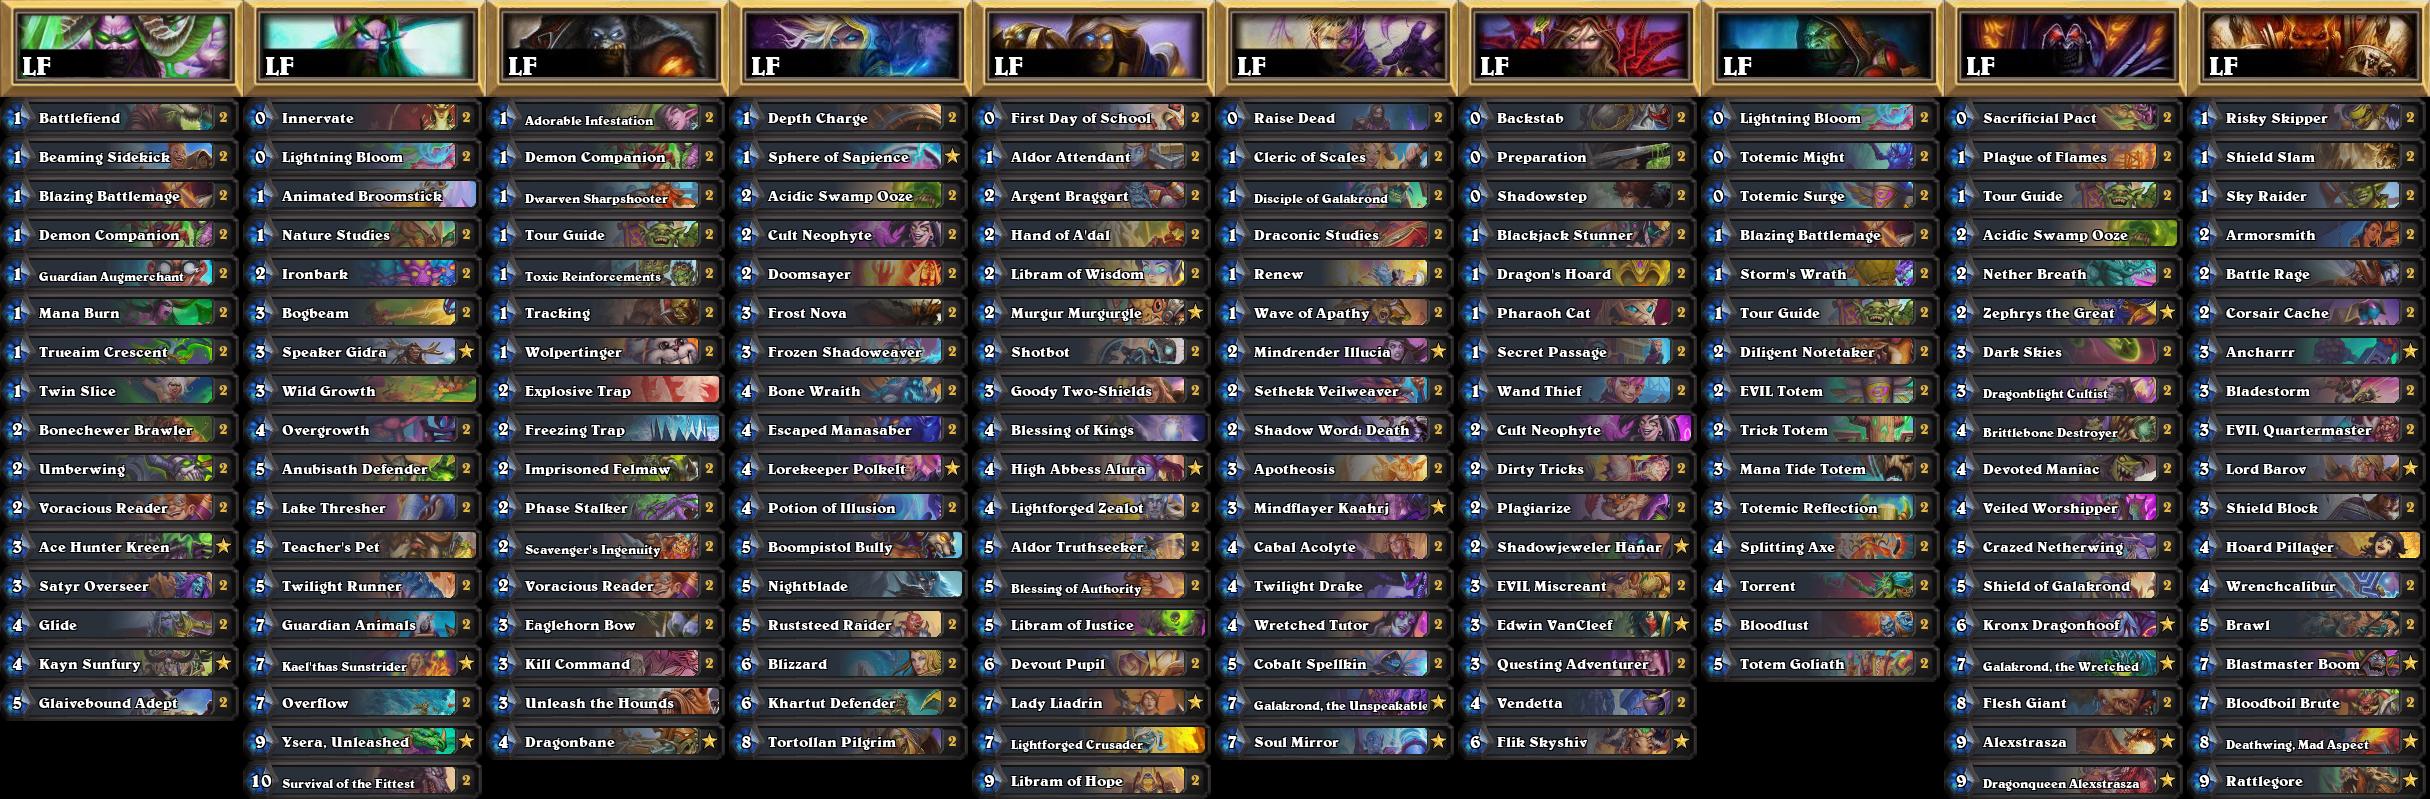 LF
1 Battlefiend 2
1 Beaming Sidekick 2
1 Blazing Battlemage 2
1 Demon Companion 2
1 Guardian Augmerchant 2
1 Mana Burn 2
1 Trueaim Crescent 2
1 Twin Slice 2
2 Bonechewer Brawler 2
2 Umberwing 2
2 Voracious Reader 2
3 Ace Hunter Kreen
3 Satyr Overseer 2
4 Glide 2
4 Kayn Sunfury
5 Glaivebound Adept 2
LF
0 Innervate 2
0 Lightning Bloom 2
1 Animated Broomstick
1 Nature Studies 2
2 Ironbark 2
3 Bogbeam 2
3 Speaker Gidra
3 Wild Growth
4 Overgrowth 2
5 Anubisath Defender 2
5 Lake Thresher 2
5 Teacher's Pet
5 Twilight Runner 2
7 Guardian Animals 2
7 Kael'thas Sunstrider
7 Overflow 2
9 Ysera, Unleashed
10 Survival of the Fittest 2
LF
1 Adorable Infestation 2
1 Demon Companion 2
1 Dwarven Sharpshooter 2
1 Tour Guide 2
1 Toxic Reinforcements 2
1 Tracking 2
1 Wolpertinger 2
2 Explosive Trap
2 Freezing Trap
2 Imprisoned Felmaw 2
2 Phase Stalker 2
2 Scavenger's Ingenuity 2
2 Voracious Reader 2
3 Eaglehorn Bow 2
3 Kill Command 2
3 Unleash the Hounds
4 Dragonbane
LF
1 Depth Charge 2
1 Sphere of Sapience
2 Acidic Swamp Ooze 2
2 Cult Neophyte 2
2 Doomsayer 2
3 Frost Nova 2
3 Frozen Shadoweaver 2
4 Bone Wraith 2
4 Escaped Manasaber 2
4 Lorekeeper Polkelt
4 Potion of Illusion 2
5 Boompistol Bully
5 Nightblade
5 Ruststeed Raider 2
6 Blizzard 2
6 Khartut Defender 2
8 Tortollan Pilgrim 2
LF
0 First Day of School 2
1 Aldor Attendant 2
2 Argent Braggart 2
2 Hand of A'dal 2
2 Libram of Wisdom 2
2 Murgur Murgurgle
2 Shotbot 2
3 Goody Two-Shields 2
4 Blessing of Kings
4 High Abbess Alura
4 Lightforged Zealot 2
5 Aldor Truthseeker 2
5 Blessing of Authority 2
5 Libram of Justice
6 Devout Pupil 2
7 Lady Liadrin
7 Lightforged Crusader
9 Libram of Hope 2
LF
0 Raise Dead 2
1 Cleric of Scales 2
1 Disciple of Galakrond 2
1 Draconic Studies 2
1 Renew 2
1 Wave of Apathy 2
2 Mindrender Illucia
2 Sethekk Veilweaver 2
2 Shadow Word: Death 2
3 Apotheosis 2
3 Mindflayer Kaahrj
4 Cabal Acolyte 2
4 Twilight Drake 2
4 Wretched Tutor 2
5 Cobalt Spellkin 2
7 Galakrond, the Unspeakable
7 Soul Mirror
LF
0 Backstab 2
0 Preparation 2
0 Shadowstep 2
1 Blackjack Stunner 2
1 Dragon's Hoard 2
1 Pharaoh Cat 2
1 Secret Passage 2
1 Wand Thief 2
2 Cult Neophyte
2 Dirty Tricks 2
2 Plagiarize 2
2 Shadowjeweler Hanar
3 EVIL Miscreant 2
3 Edwin VanCleef
3 Questing Adventurer 2
4 Vendetta 2
6 Flik Skyshiv
LF
0 Lightning Bloom 2
0 Totemic Might 2
0 Totemic Surge 2
1 Blazing Battlemage 2
1 Storm's Wrath 2
1 Tour Guide 2
2 Diligent Notetaker 2
2 EVIL Totem 2
2 Trick Totem 2
3 Mana Tide Totem 2
3 Totemic Reflection 2
4 Splitting Axe 2
4 Torrent 2
5 Bloodlust 2
5 Totem Goliath 2
LF
0 Sacrificial Pact 2
1 Plague of Flames 2
1 Tour Guide 2
2 Acidic Swamp Ooze
2 Nether Breath 2
2 Zephrys the Great
3 Dark Skies 2
3 Dragonblight Cultist 2
4 Brittlebone Destroyer 2
4 Devoted Maniac 2
4 Veiled Worshipper 2
5 Crazed Netherwing 2
5 Shield of Galakrond 2
6 Kronx Dragonhoof
7 Galakrond, the Wretched
8 Flesh Giant 2
9 Alexstrasza
9 Dragonqueen Alexstrasza
LF
1 Risky Skipper 2
1 Shield Slam 2
1 Sky Raider 2
2 Armorsmith 2
2 Battle Rage 2
2 Corsair Cache 2
3 Ancharrr
3 Bladestorm 2
3 EVIL Quartermaster 2
3 Lord Barov
3 Shield Block 2
4 Hoard Pillager
4 Wrenchcalibur 2
5 Brawl 2
7 Blastmaster Boom
7 Bloodboil Brute 2
8 Deathwing, Mad Aspect
9 Rattlegore